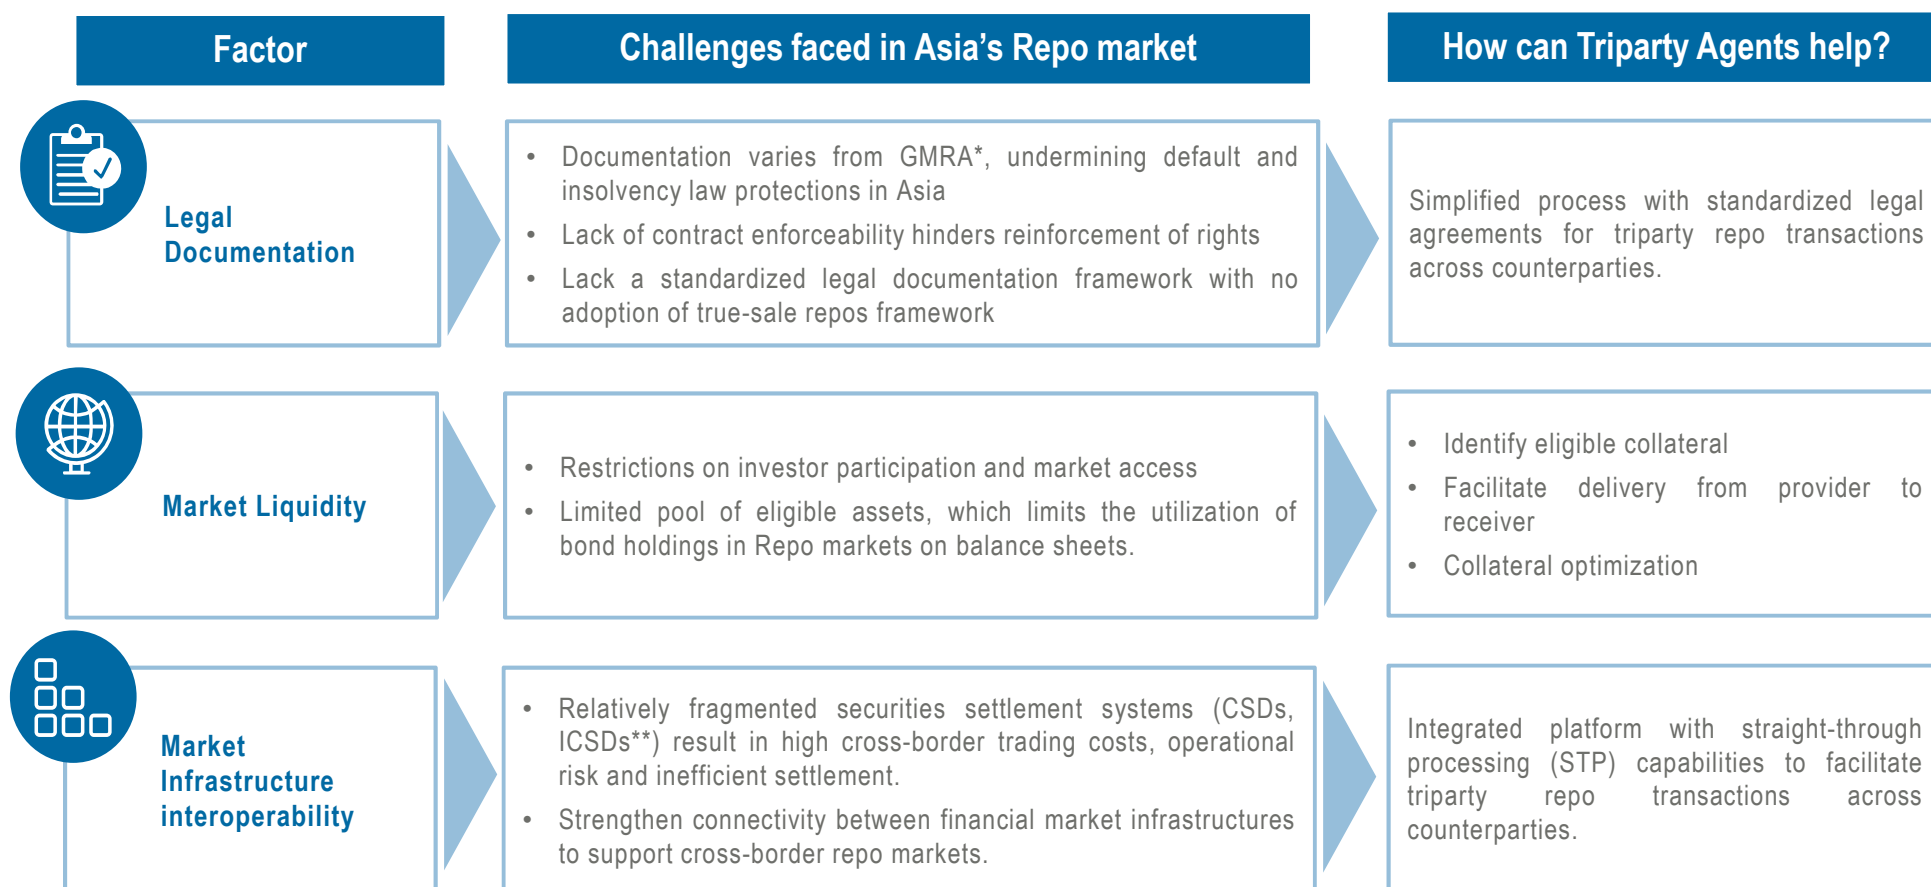 Factor
Challenges faced in Asia's Repo market
How can Triparty Agents help?
Legal
Documentation
• Documentation varies from GMRA*, undermining default and
insolvency law protections in Asia
• Lack of contract enforceability hinders reinforcement of rights
• Lack a standardized legal documentation framework with no
adoption of true-sale repos framework
Simplified process with standardized legal
agreements for triparty repo transactions
across counterparties.
Market Liquidity
• Restrictions on investor participation and market access
• Limited pool of eligible assets, which limits the utilization of
bond holdings in Repo markets on balance sheets.
• Identify eligible collateral
• Facilitate delivery from provider to
receiver
• Collateral optimization
Market
Infrastructure
interoperability
• Relatively fragmented securities settlement systems (CSDs,
ICSDs**) result in high cross-border trading costs, operational
risk and inefficient settlement.
• Strengthen connectivity between financial market infrastructures
to support cross-border repo markets.
Integrated platform with straight-through
processing (STP) capabilities to facilitate
triparty repo transactions across
counterparties.